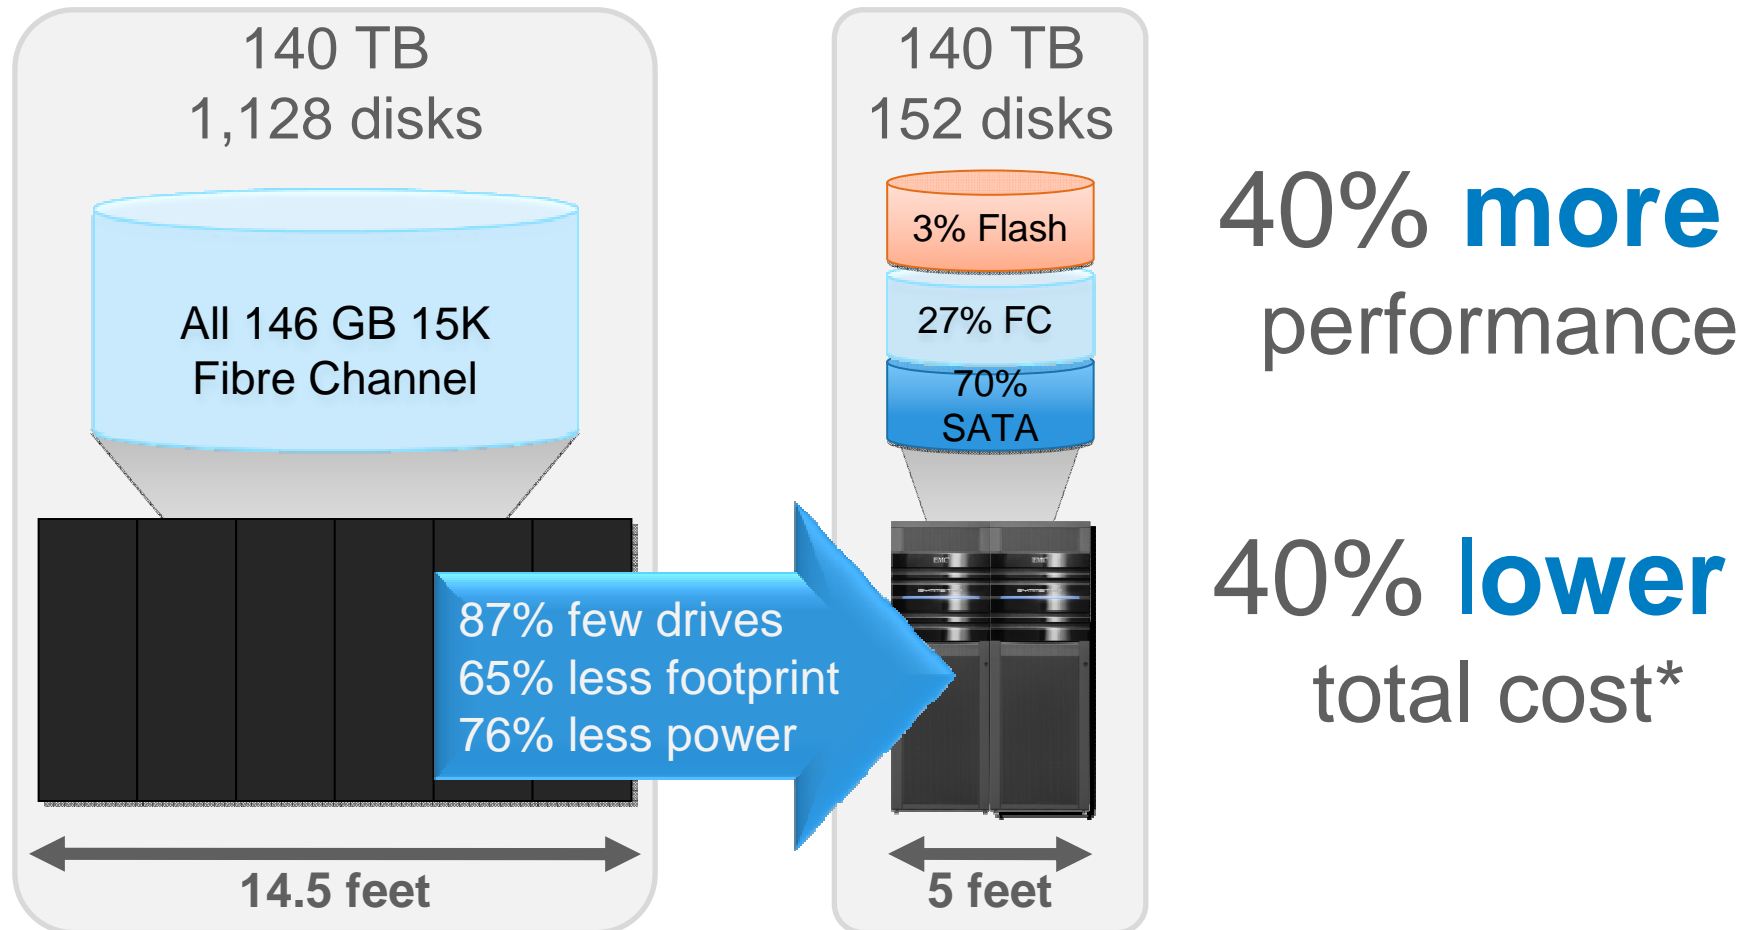 140 TB
1,128 disks
All 146 GB 15K
Fibre Channel
14.5 feet
87% few drives
65% less footprint
76% less power
140 TB
152 disks
3% Flash
27% FC
70%
SATA
EMC
EMC
5 feet
40% more
performance
40% lower
total cost*